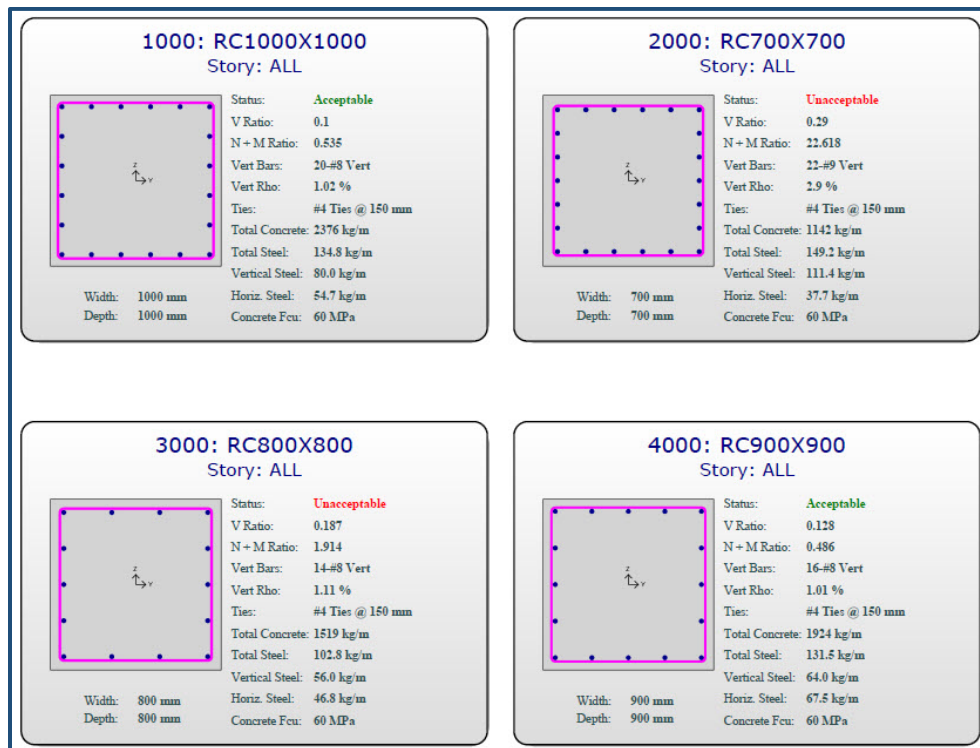 1000: RC1000X1000
Story: ALL
Z
Y
Status: Acceptable
V Ratio: 0.1
N + M Ratio: 0.535
Vert Bars: 20-#8 Vert
Vert Rho: 1.02 %
Ties: #4 Ties @ 150 mm
Total Concrete: 2376 kg/m
Total Steel: 134.8 kg/m
Vertical Steel: 80.0 kg/m
Horiz. Steel: 54.7 kg/m
Concrete Fcu: 60 MPa
Width: 1000 mm
Depth: 1000 mm
2000: RC700X700
Story: ALL
Z
Y
Status: Unacceptable
V Ratio: 0.29
N + M Ratio: 22.618
Vert Bars: 22-#9 Vert
Vert Rho: 2.9 %
Ties: #4 Ties @ 150 mm
Total Concrete: 1142 kg/m
Total Steel: 149.2 kg/m
Vertical Steel: 111.4 kg/m
Horiz. Steel: 37.7 kg/m
Concrete Fcu: 60 MPa
Width: 700 mm
Depth: 700 mm
3000: RC800X800
Story: ALL
Z
Y
Status: Unacceptable
V Ratio: 0.187
N + M Ratio: 1.914
Vert Bars: 14-#8 Vert
Vert Rho: 1.11 %
Ties: #4 Ties @ 150 mm
Total Concrete: 1519 kg/m
Total Steel: 102.8 kg/m
Vertical Steel: 56.0 kg/m
Horiz. Steel: 46.8 kg/m
Concrete Fcu: 60 MPa
Width: 800 mm
Depth: 800 mm
4000: RC900X900
Story: ALL
Z
Y
Status: Acceptable
V Ratio: 0.128
N + M Ratio: 0.486
Vert Bars: 16-#8 Vert
Vert Rho: 1.01 %
Ties: #4 Ties @ 150 mm
Total Concrete: 1924 kg/m
Total Steel: 131.5 kg/m
Vertical Steel: 64.0 kg/m
Horiz. Steel: 67.5 kg/m
Concrete Fcu: 60 MPa
Width: 900 mm
Depth: 900 mm